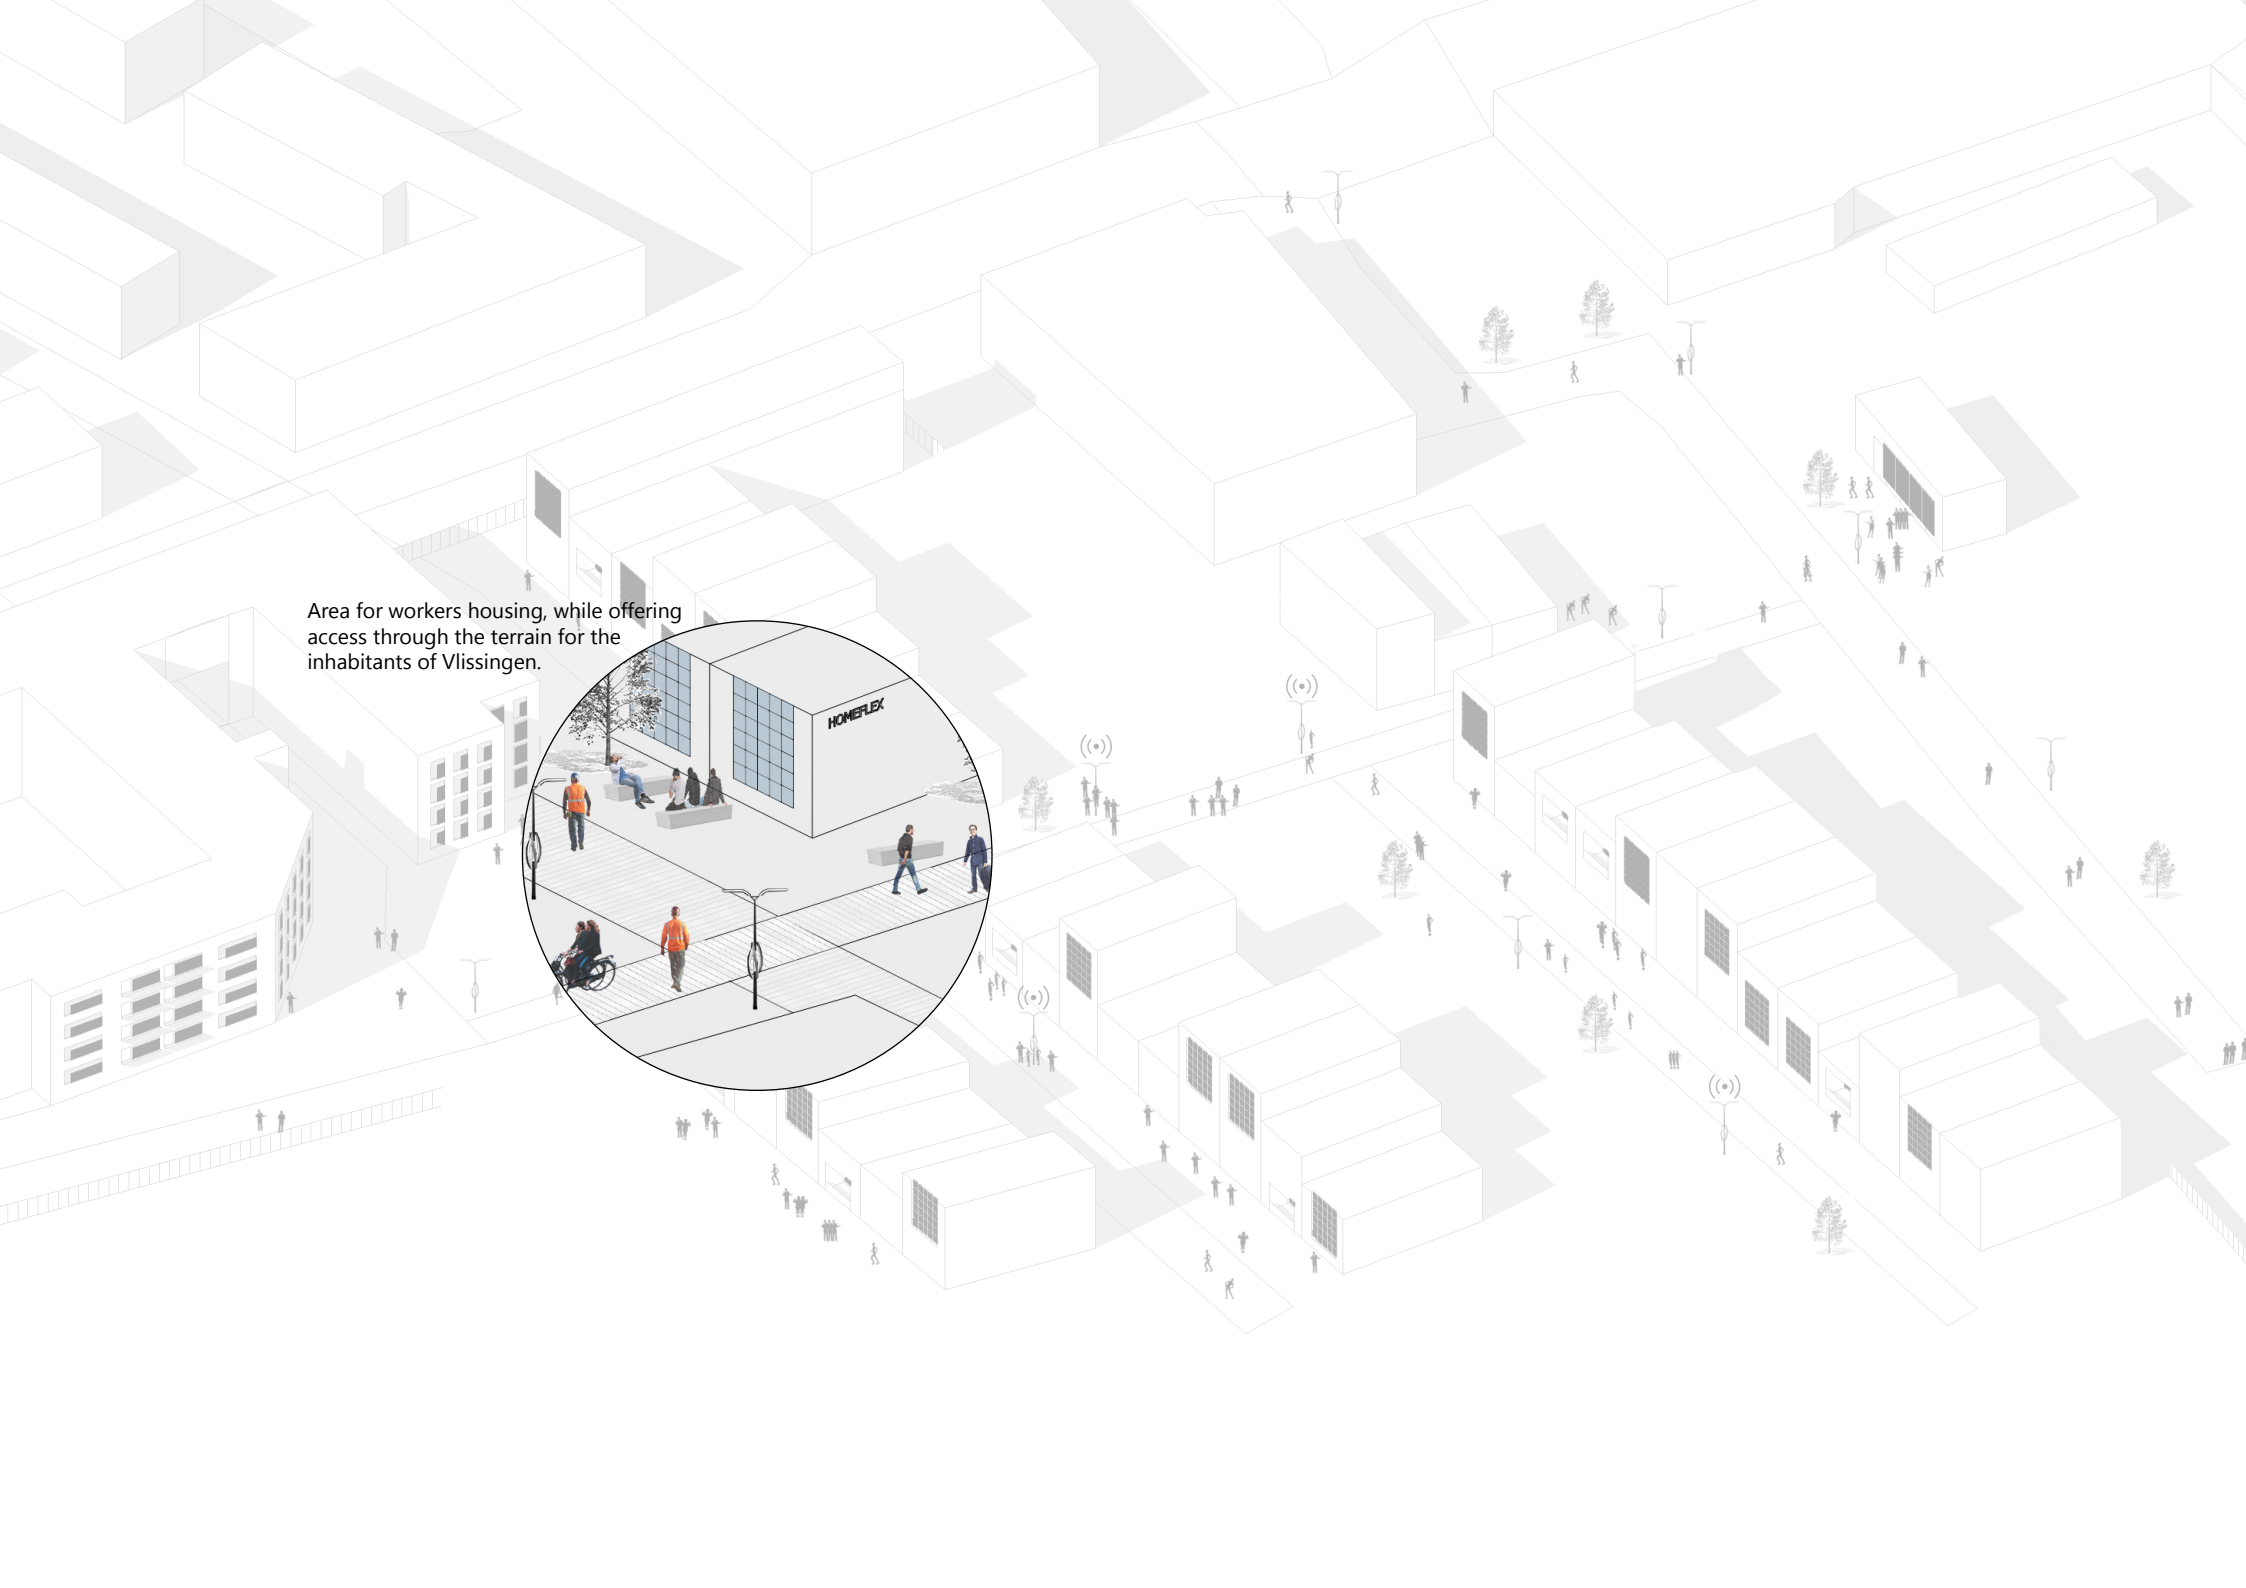 Area for workers housing, while offering
access through the terrain for the
inhabitants of Vlissingen.
HOMEFLEX